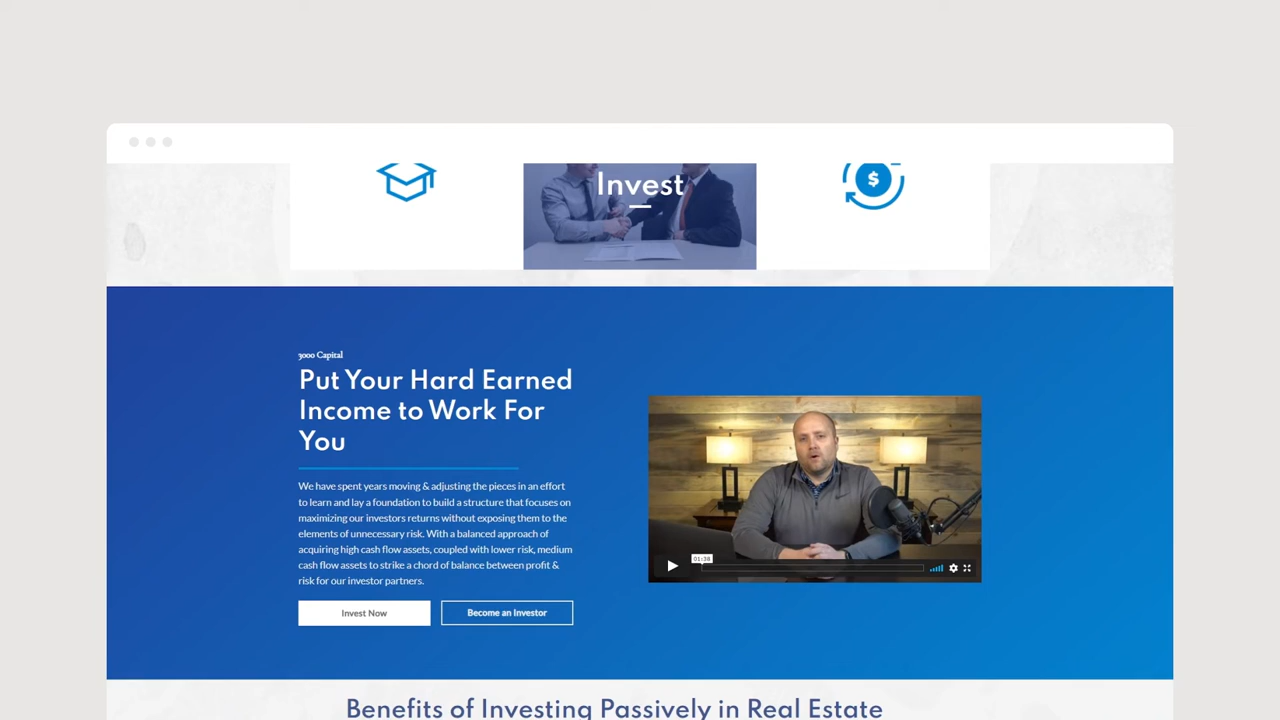 Invest
$
3000 Capital
Put Your Hard Earned
Income to Work For
You
We have spent years moving & adjusting the pieces in an effort
to learn and lay a foundation to build a structure that focuses on
maximizing our investors returns without exposing them to the
elements of unnecessary risk. With a balanced approach of
acquiring high cash flow assets, coupled with lower risk, medium
cash flow assets to strike a chord of balance between profit &
risk for our investor partners.
Invest Now
Become an Investor
01:38
Benefits of Investing Passively in Real Estate